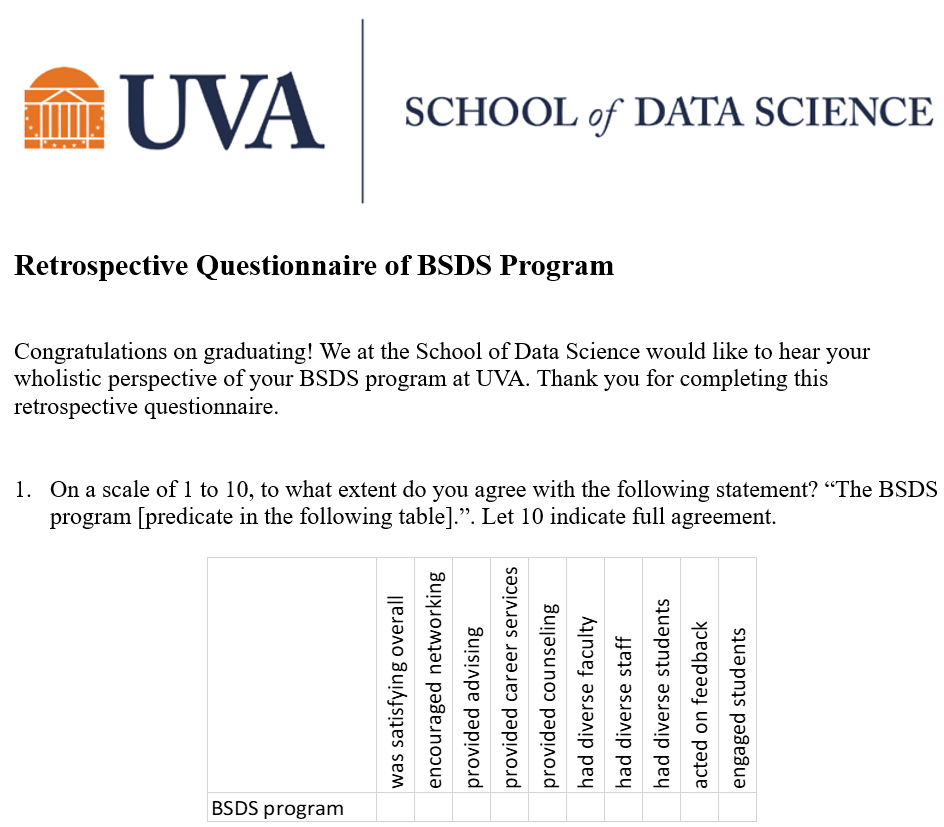 UVA
SCHOOL of DATA SCIENCE
Retrospective Questionnaire of BSDS Program
Congratulations on graduating! We at the School of Data Science would like to hear your
wholistic perspective of your BSDS program at UVA. Thank you for completing this
retrospective questionnaire.
1. On a scale of 1 to 10, to what extent do you agree with the following statement? “The BSDS
program [predicate in the following table].”. Let 10 indicate full agreement.
was satisfying overall
encouraged networking
provided advising
provided career services
provided counseling
had diverse faculty
had diverse staff
had diverse students
acted on feedback
engaged students
BSDS program